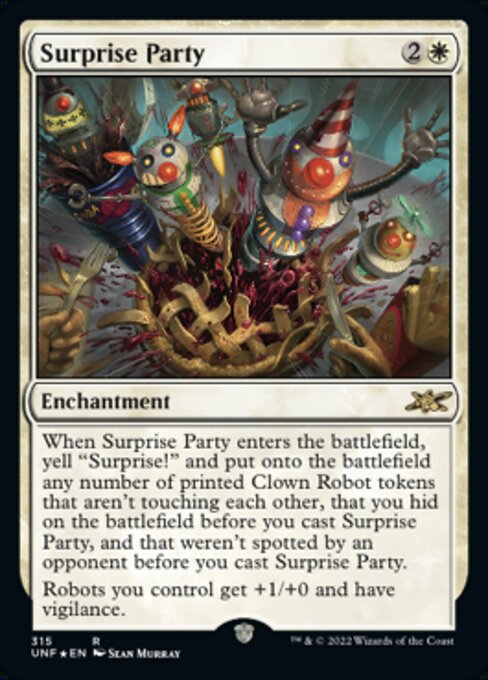 Surprise Party 2
Enchantment
When Surprise Party enters the battlefield,
yell “Surprise!” and put onto the battlefield
any number of printed Clown Robot tokens
that aren’t touching each other, that you hid
on the battlefield before you cast Surprise
Party, and that weren’t spotted by an
opponent before you cast Surprise Party.
Robots you control get +1/+0 and have
vigilance.
315 R
UNF★EN Sean Murray
™ & © 2022 Wizards of the Coast